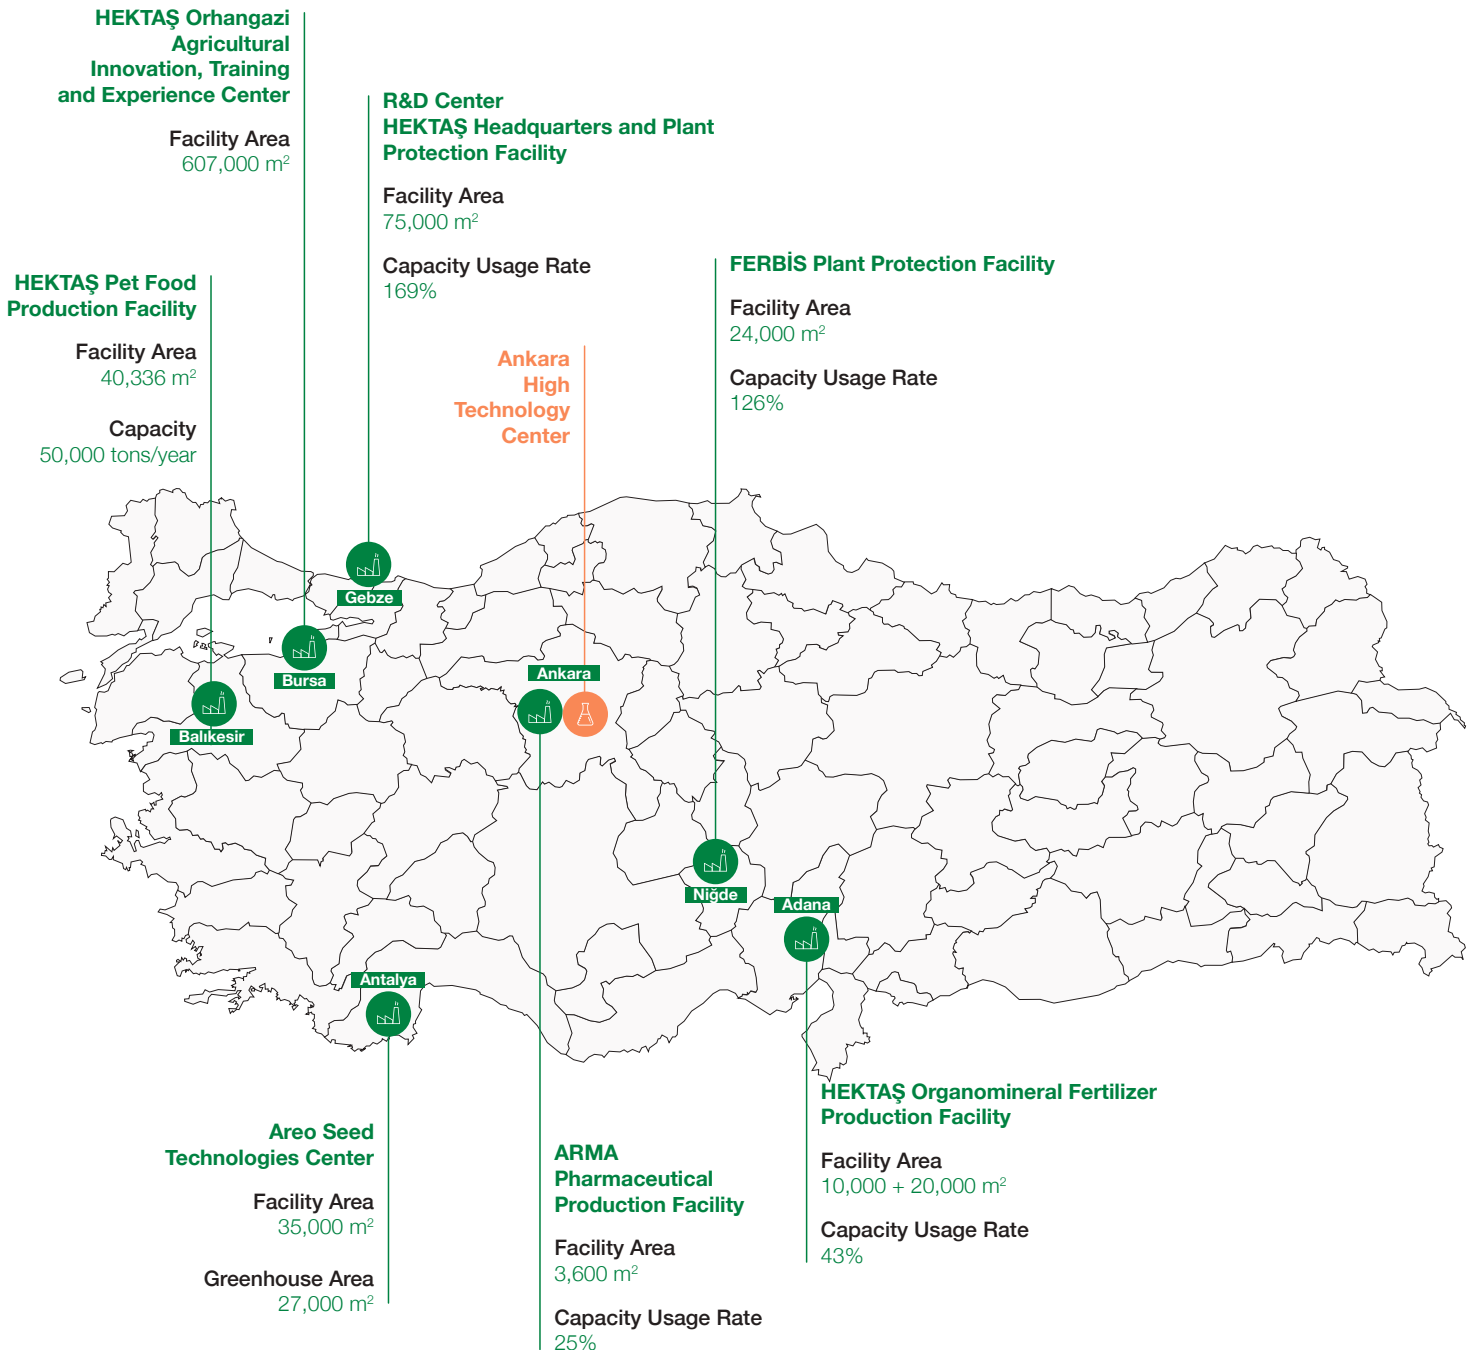 HEKTAŞ Orhangazi
Agricultural
Innovation, Training
and Experience Center
Facility Area
607,000 m²
R&D Center
HEKTAŞ Headquarters and Plant
Protection Facility
Facility Area
75,000 m²
Capacity Usage Rate
169%
HEKTAŞ Pet Food
Production Facility
Facility Area
40,336 m²
Capacity
50,000 tons/year
FERBİS Plant Protection Facility
Facility Area
24,000 m²
Capacity Usage Rate
126%
Ankara
High
Technology
Center
Gebze
Bursa
Ankara
Balıkesir
Niğde
Adana
Antalya
Areo Seed
Technologies Center
Facility Area
35,000 m²
Greenhouse Area
27,000 m²
ARMA
Pharmaceutical
Production Facility
Facility Area
3,600 m²
Capacity Usage Rate
25%
HEKTAŞ Organomineral Fertilizer
Production Facility
Facility Area
10,000 + 20,000 m²
Capacity Usage Rate
43%